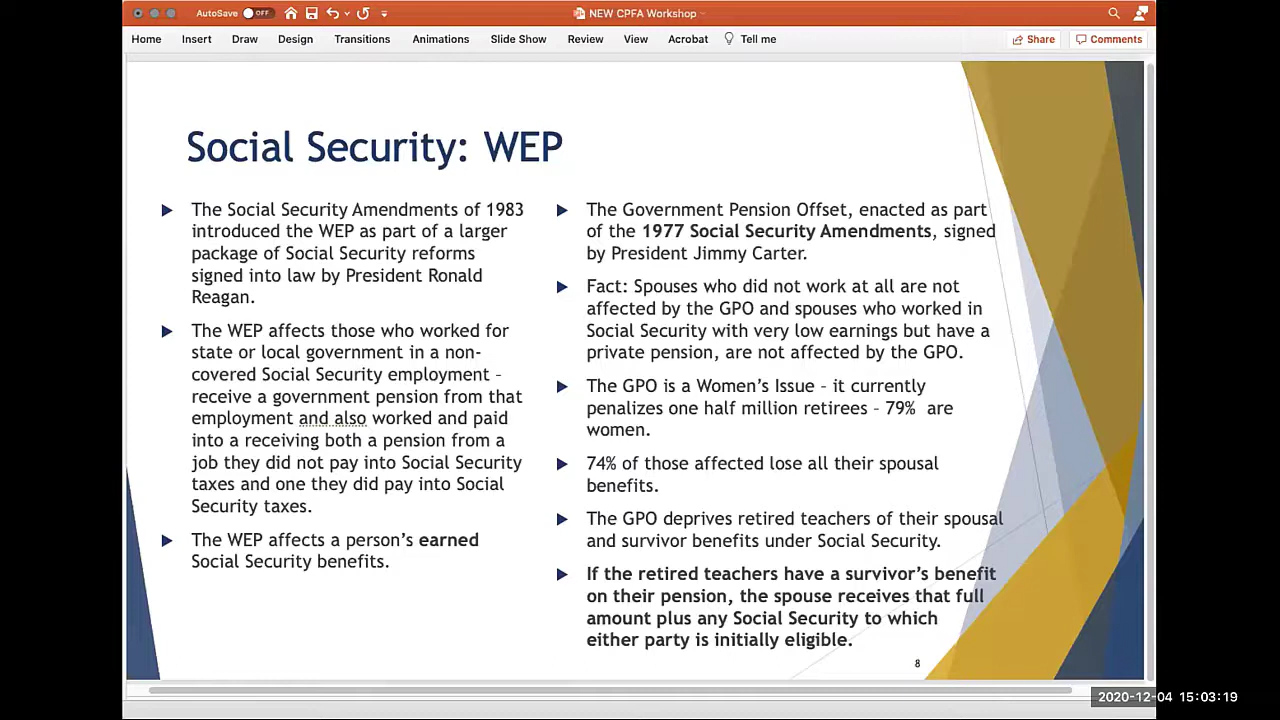 AutoSave OFF
NEW CPFA Workshop
Home Insert Draw Design Transitions Animations Slide Show Review View Acrobat Tell me Share Comments
Social Security: WEP
The Social Security Amendments of 1983
introduced the WEP as part of a larger
package of Social Security reforms
signed into law by President Ronald
Reagan.
The WEP affects those who worked for
state or local government in a non-
covered Social Security employment –
receive a government pension from that
employment and also worked and paid
into a receiving both a pension from a
job they did not pay into Social Security
taxes and one they did pay into Social
Security taxes.
The WEP affects a person’s earned
Social Security benefits.
The Government Pension Offset, enacted as part
of the 1977 Social Security Amendments, signed
by President Jimmy Carter.
Fact: Spouses who did not work at all are not
affected by the GPO and spouses who worked in
Social Security with very low earnings but have a
private pension, are not affected by the GPO.
The GPO is a Women’s Issue – it currently
penalizes one half million retirees – 79% are
women.
74% of those affected lose all their spousal
benefits.
The GPO deprives retired teachers of their spousal
and survivor benefits under Social Security.
If the retired teachers have a survivor’s benefit
on their pension, the spouse receives that full
amount plus any Social Security to which
either party is initially eligible.
8
2020-12-04 15:03:19